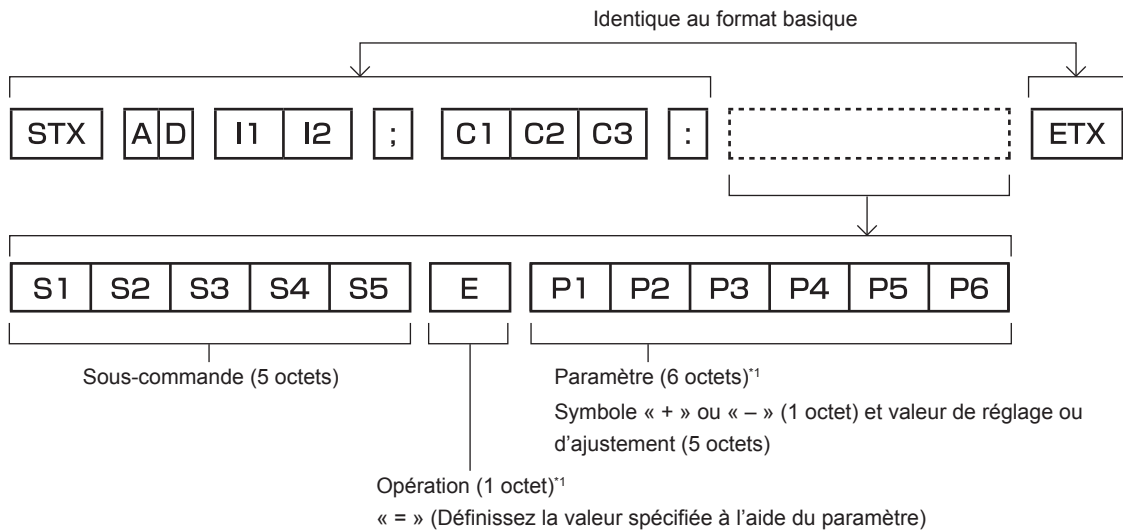 Identique au format basique
STX A D I1 I2 ; C1 C2 C3 : ETX
S1 S2 S3 S4 S5 E P1 P2 P3 P4 P5 P6
Sous-commande (5 octets)
Paramètre (6 octets)*1
Symbole « + » ou « – » (1 octet) et valeur de réglage ou
d’ajustement (5 octets)
Opération (1 octet)*1
« = » (Définissez la valeur spécifiée à l’aide du paramètre)